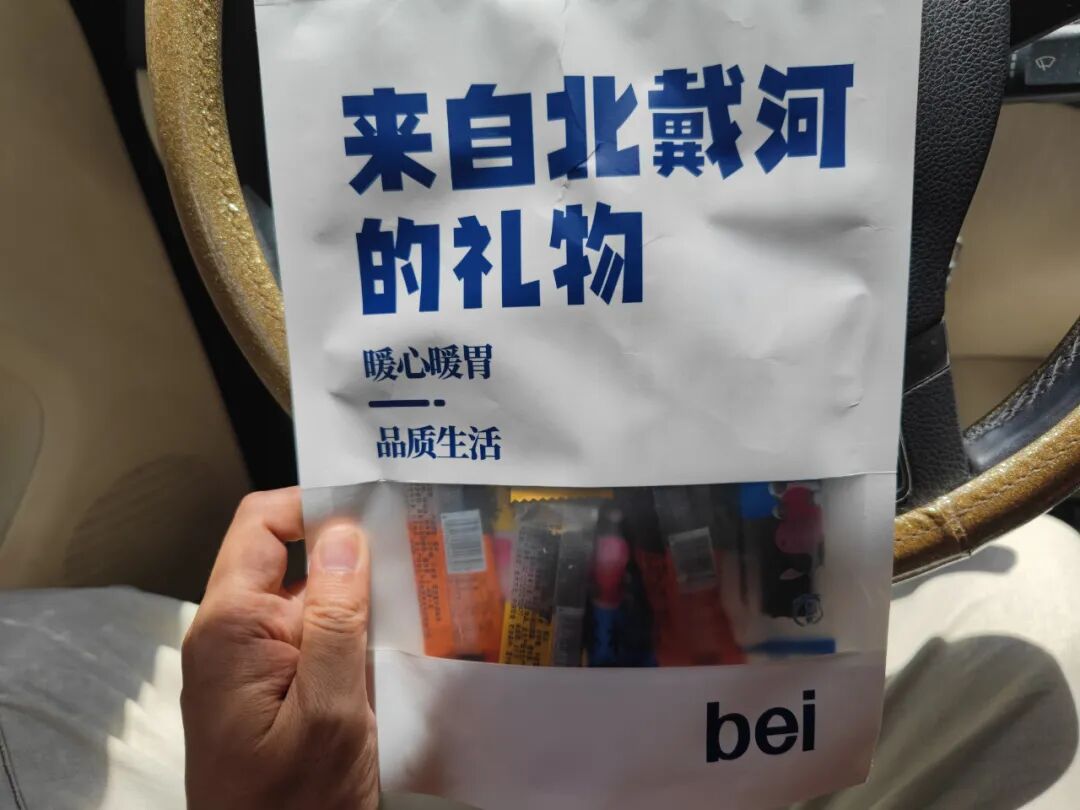 来自北戴河
的礼物
暖心暖胃
品质生活
bei